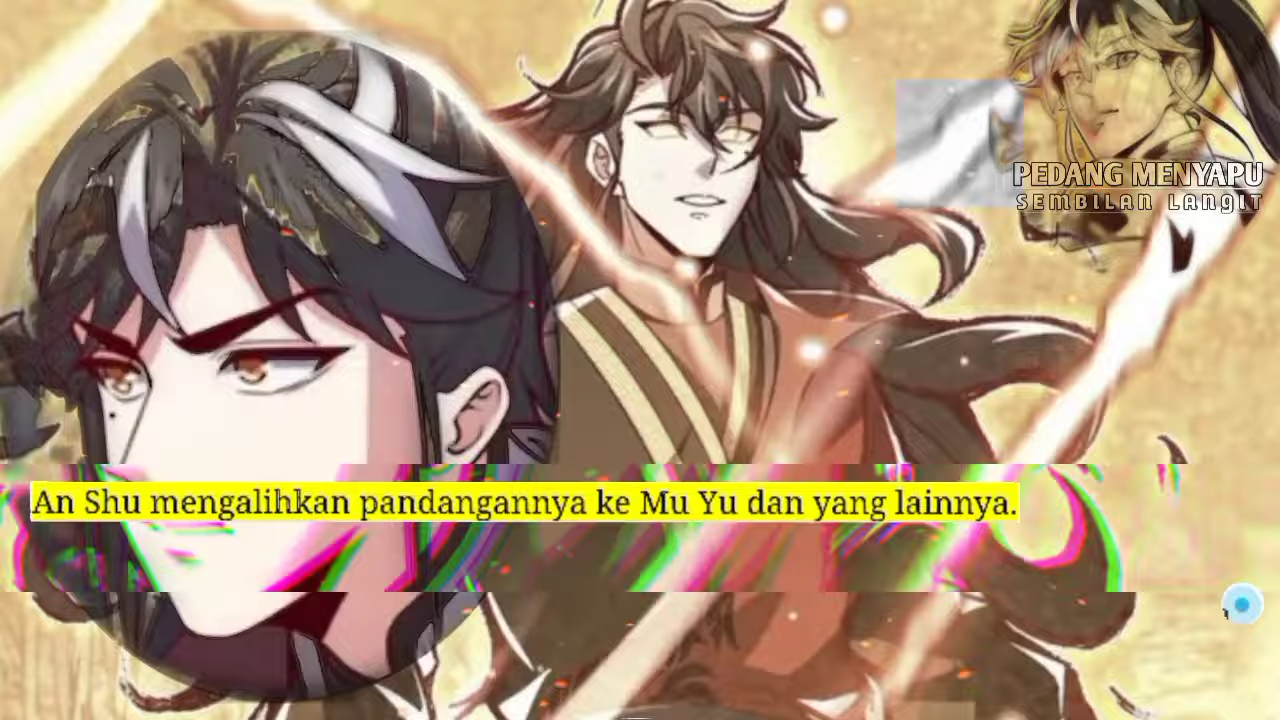 PEDANG MENYAPU
SEMBILAN LANGIT
An Shu mengalihkan pandangannya ke Mu Yu dan yang lainnya.